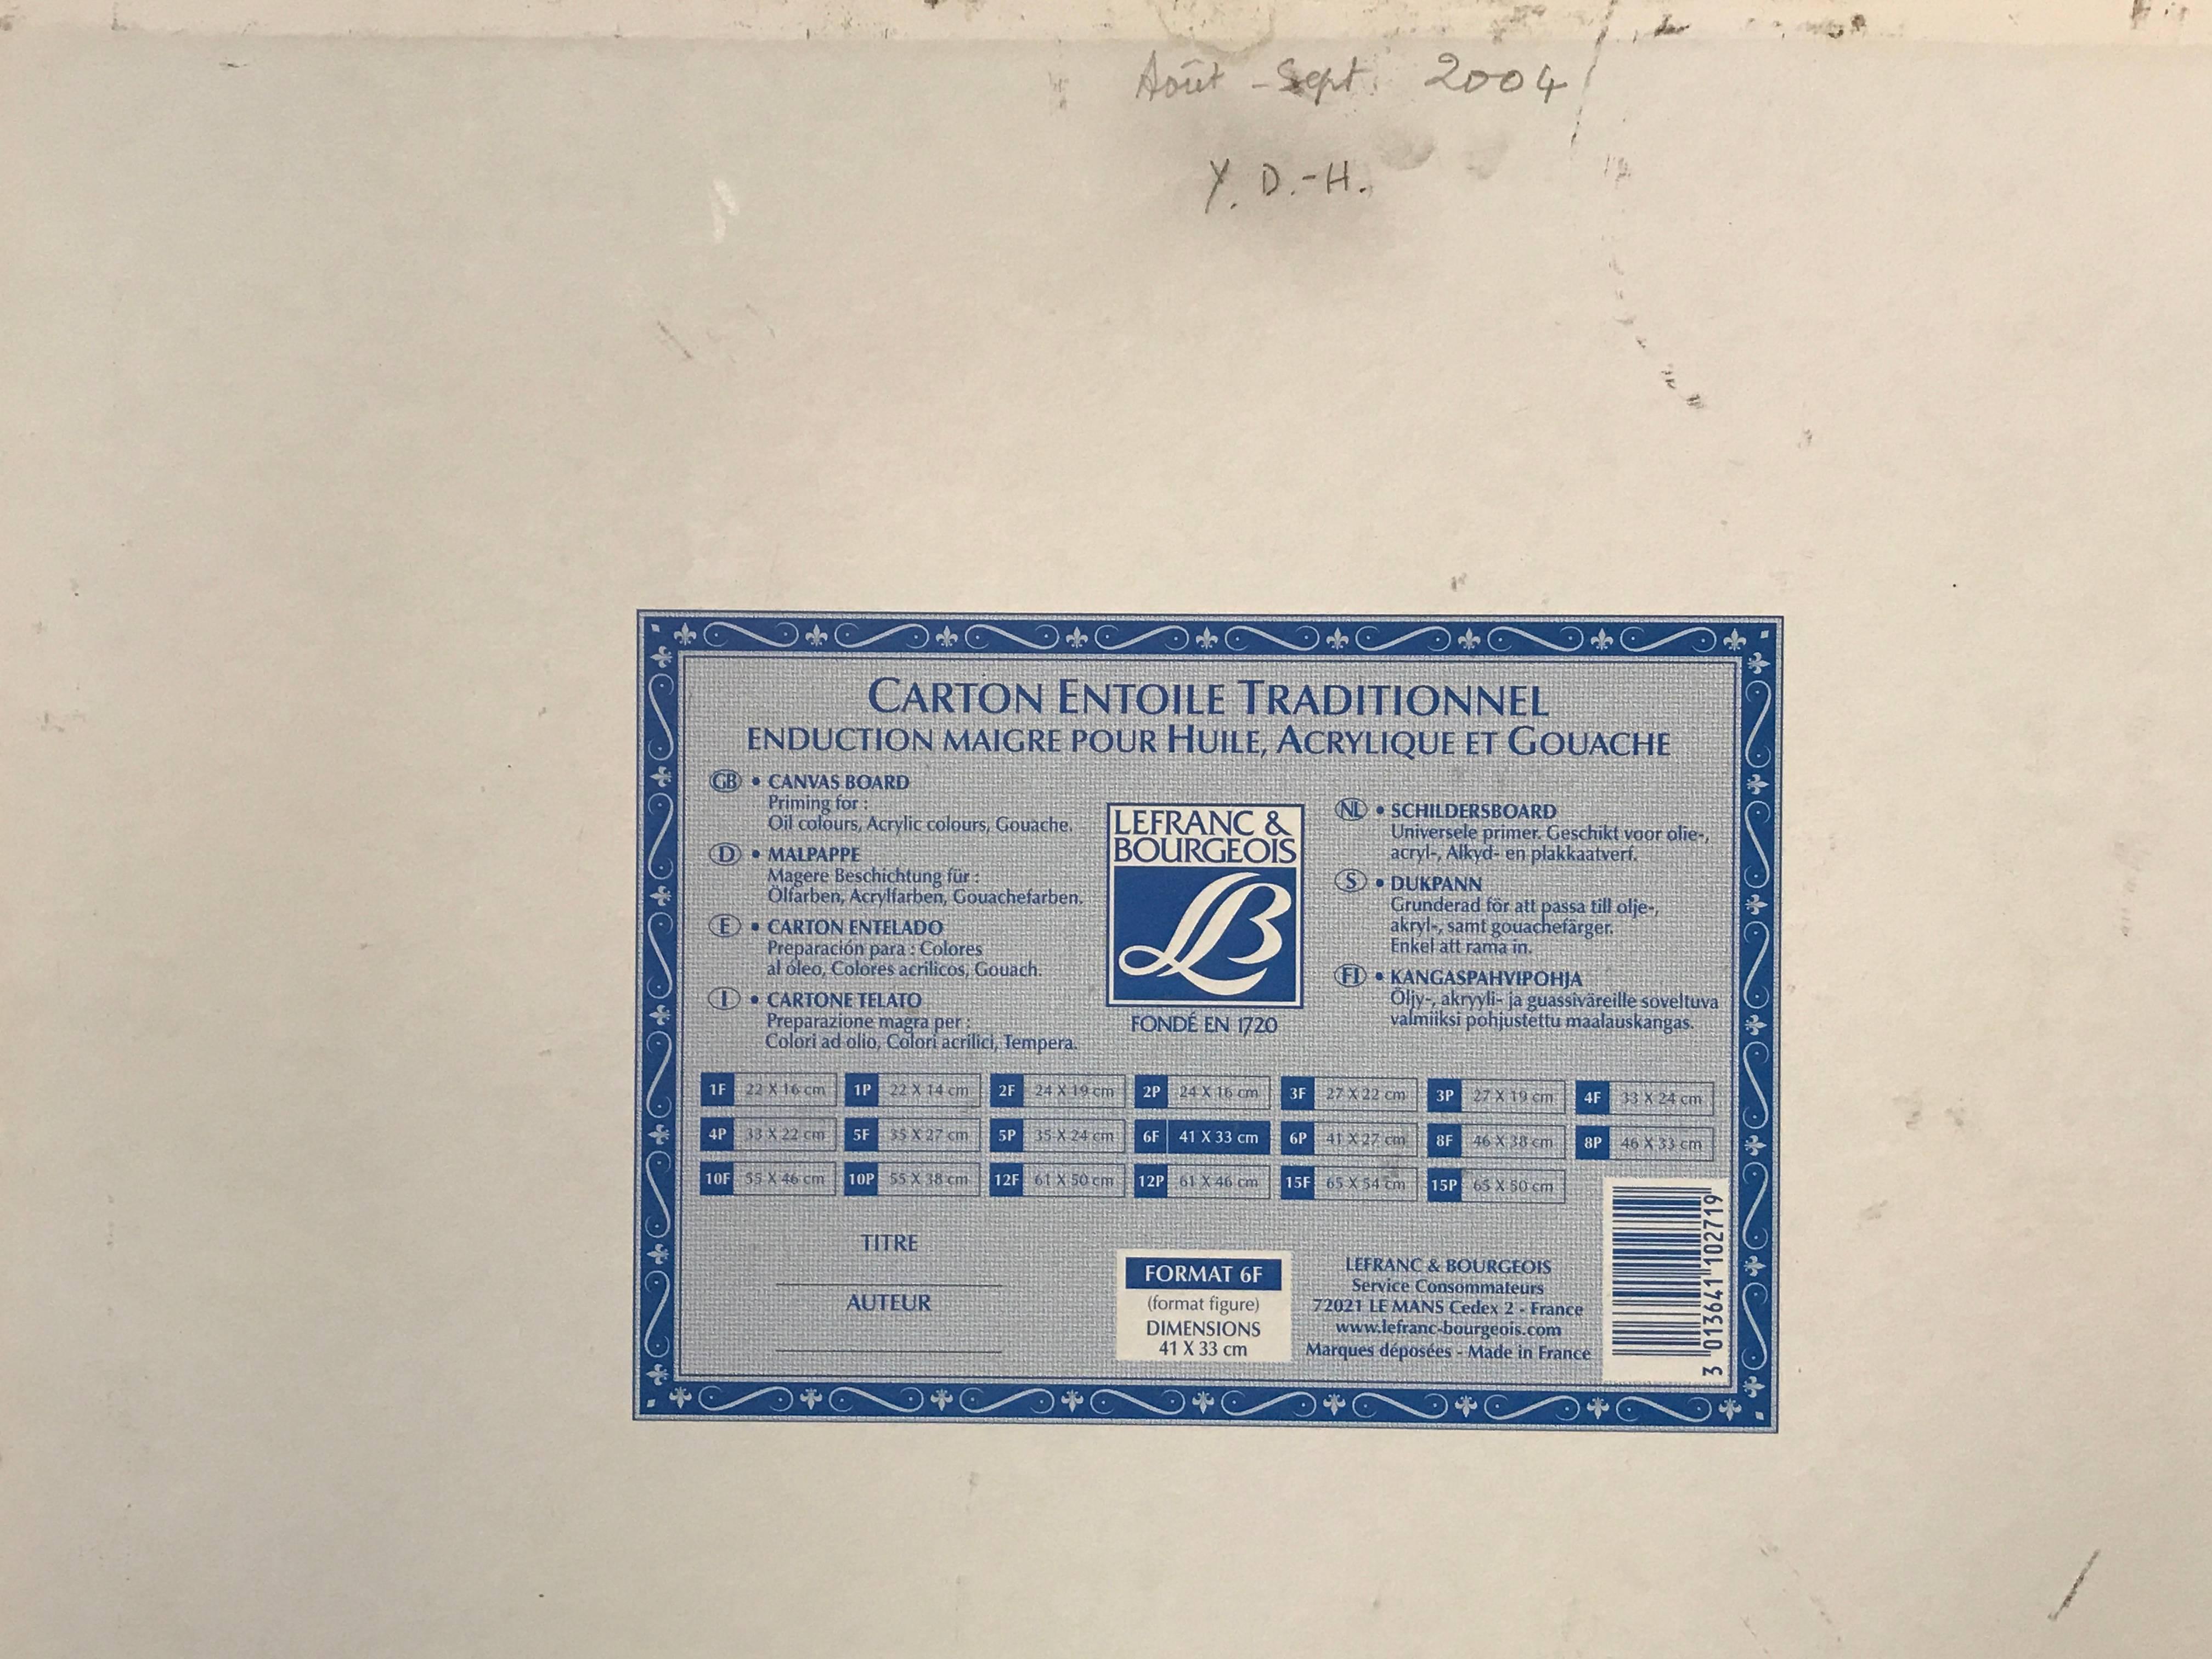 Août - Sept. 2004
Y. D.-H.
CARTON ENTOILE TRADITIONNEL
ENDUCTION MAIGRE POUR HUILE, ACRYLIQUE ET GOUACHE
GB • CANVAS BOARD
Priming for :
Oil colours, Acrylic colours, Gouache.
D • MALPAPPE
Magere Beschichtung für :
Ölfarben, Acrylfarben, Gouachefarben.
E • CARTON ENTELADO
Preparación para : Colores
al óleo, Colores acrilicos, Gouach.
I • CARTONE TELATO
Preparazione magra per :
Colori ad olio, Colori acrilici, Tempera.
LEFRANC &
BOURGEOIS
LB
FONDÉ EN 1720
NL • SCHILDERSBOARD
Universele primer. Geschikt voor olie-,
acryl-, Alkyd- en plakkaatverf.
S • DUKPANN
Grunderad för att passa till olje-,
akryl-, samt gouachefärger.
Enkel att rama in.
FI • KANGASPAHVIPOHJA
Öljy-, akryyli- ja guassiväreille soveltuva
valmiiksi pohjustettu maalauskangas.
1F 22 X 16 cm 1P 22 X 14 cm 2F 24 X 19 cm 2P 24 X 16 cm 3F 27 X 22 cm 3P 27 X 19 cm 4F 33 X 24 cm
4P 33 X 22 cm 5F 35 X 27 cm 5P 35 X 24 cm 6F 41 X 33 cm 6P 41 X 27 cm 8F 46 X 38 cm 8P 46 X 33 cm
10F 55 X 46 cm 10P 55 X 38 cm 12F 61 X 50 cm 12P 61 X 46 cm 15F 65 X 54 cm 15P 65 X 50 cm
TITRE
AUTEUR
FORMAT 6F
(format figure)
DIMENSIONS
41 X 33 cm
LEFRANC & BOURGEOIS
Service Consommateurs
72021 LE MANS Cedex 2 - France
www.lefranc-bourgeois.com
Marques déposées - Made in France
3 013641 102719